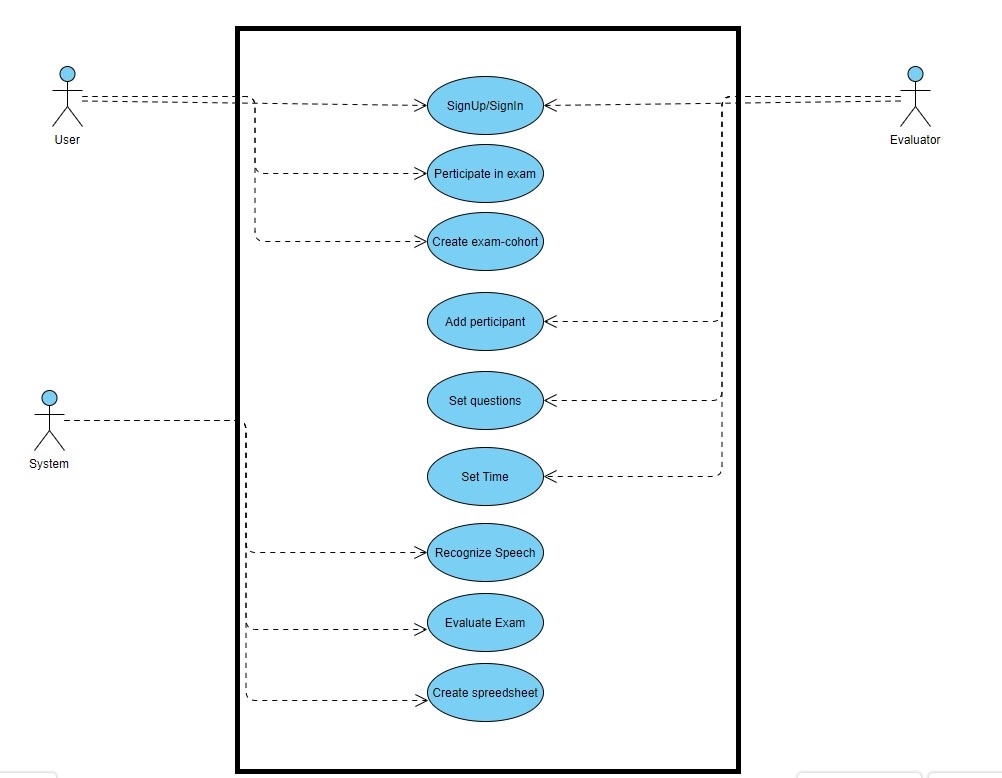 User
Evaluator
SignUp/SignIn
Perticipate in exam
Create exam-cohort
Add perticipant
Set questions
System
Set Time
Recognize Speech
Evaluate Exam
Create spreedsheet